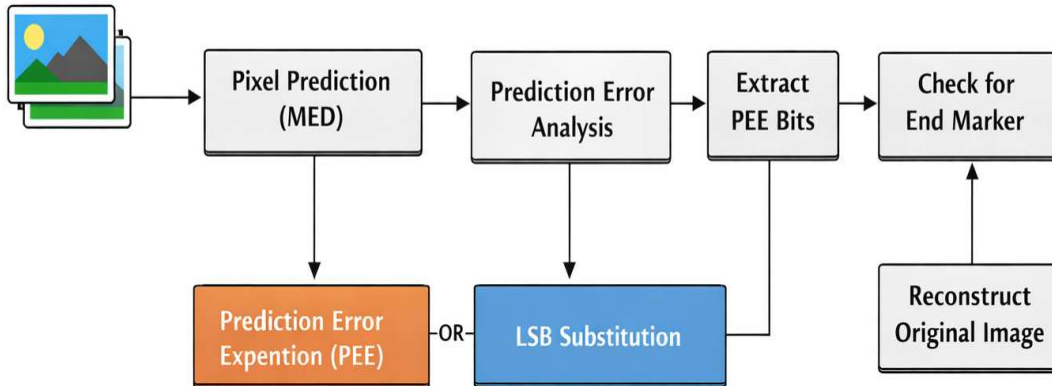 Pixel Prediction
(MED)
Prediction Error
Analysis
Extract
PEE Bits
Check for
End Marker
Prediction Error
Expention (PEE)
OR
LSB Substitution
Reconstruct
Original Image